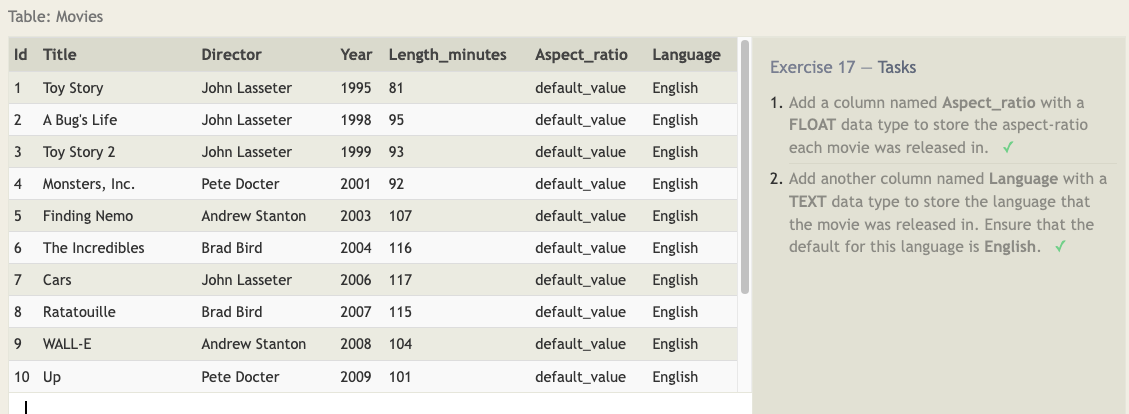 Table: Movies
Id Title Director Year Length_minutes Aspect_ratio Language
1 Toy Story John Lasseter 1995 81 default_value English
2 A Bug's Life John Lasseter 1998 95 default_value English
3 Toy Story 2 John Lasseter 1999 93 default_value English
4 Monsters, Inc. Pete Docter 2001 92 default_value English
5 Finding Nemo Andrew Stanton 2003 107 default_value English
6 The Incredibles Brad Bird 2004 116 default_value English
7 Cars John Lasseter 2006 117 default_value English
8 Ratatouille Brad Bird 2007 115 default_value English
9 WALL-E Andrew Stanton 2008 104 default_value English
10 Up Pete Docter 2009 101 default_value English
Exercise 17 — Tasks
1. Add a column named Aspect_ratio with a
FLOAT data type to store the aspect-ratio
each movie was released in. ✓
2. Add another column named Language with a
TEXT data type to store the language that
the movie was released in. Ensure that the
default for this language is English. ✓